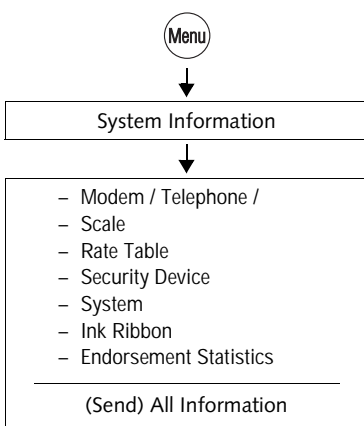 Menu
System Information
– Modem / Telephone /
– Scale
– Rate Table
– Security Device
– System
– Ink Ribbon
– Endorsement Statistics
(Send) All Information